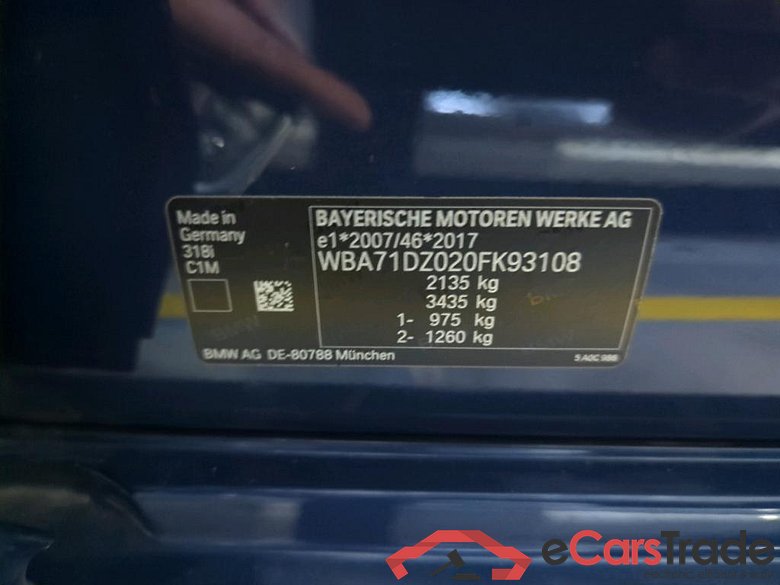 Made in
Germany
318i
C1M
BAYERISCHE MOTOREN WERKE AG
e1*2007/46*2017
WBA71DZ020FK93108
2135 kg
3435 kg
1- 975 kg
2- 1260 kg
BMW AG DE-80788 München
5 A0C 986
eCarsTrade